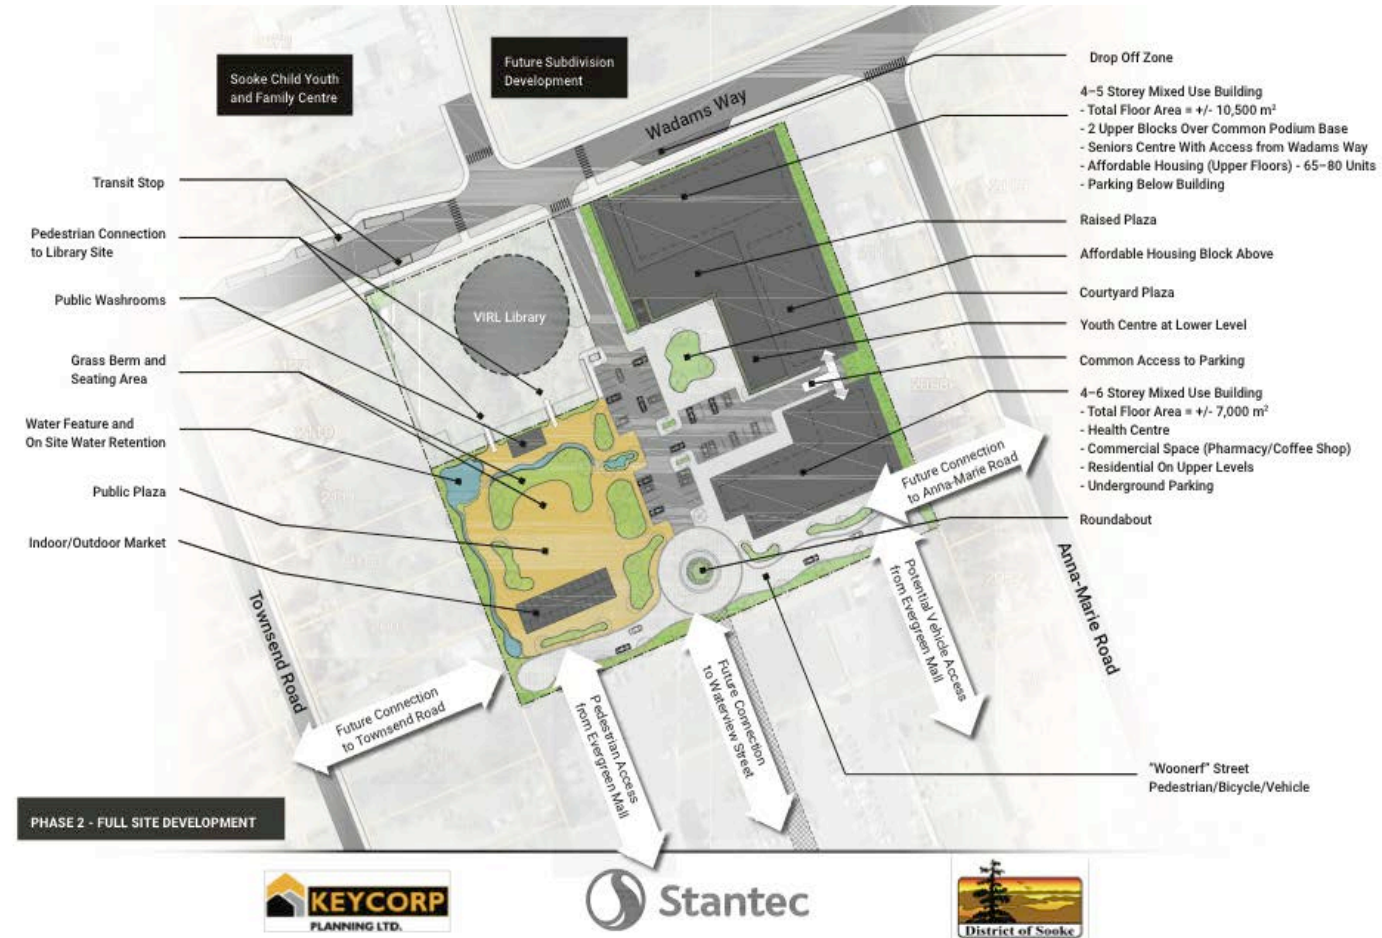 Sooke Child Youth
and Family Centre
Future Subdivision
Development
Wadams Way
Transit Stop
Pedestrian Connection
to Library Site
Public Washrooms
Grass Berm and
Seating Area
Water Feature and
On Site Water Retention
Public Plaza
Indoor/Outdoor Market
VIRL Library
Drop Off Zone
4–5 Storey Mixed Use Building
- Total Floor Area = +/- 10,500 m²
- 2 Upper Blocks Over Common Podium Base
- Seniors Centre With Access from Wadams Way
- Affordable Housing (Upper Floors) - 65–80 Units
- Parking Below Building
Raised Plaza
Affordable Housing Block Above
Courtyard Plaza
Youth Centre at Lower Level
Common Access to Parking
4–6 Storey Mixed Use Building
- Total Floor Area = +/- 7,000 m²
- Health Centre
- Commercial Space (Pharmacy/Coffee Shop)
- Residential On Upper Levels
- Underground Parking
Roundabout
"Woonerf" Street
Pedestrian/Bicycle/Vehicle
Future Connection
to Anna-Marie Road
Potential Vehicle Access
from Evergreen Mall
Anna-Marie Road
Townsend Road
Future Connection
to Townsend Road
Pedestrian Access
from Evergreen Mall
Future Connection
to Waterview Street
PHASE 2 - FULL SITE DEVELOPMENT
KEYCORP
PLANNING LTD.
Stantec
District of Sooke